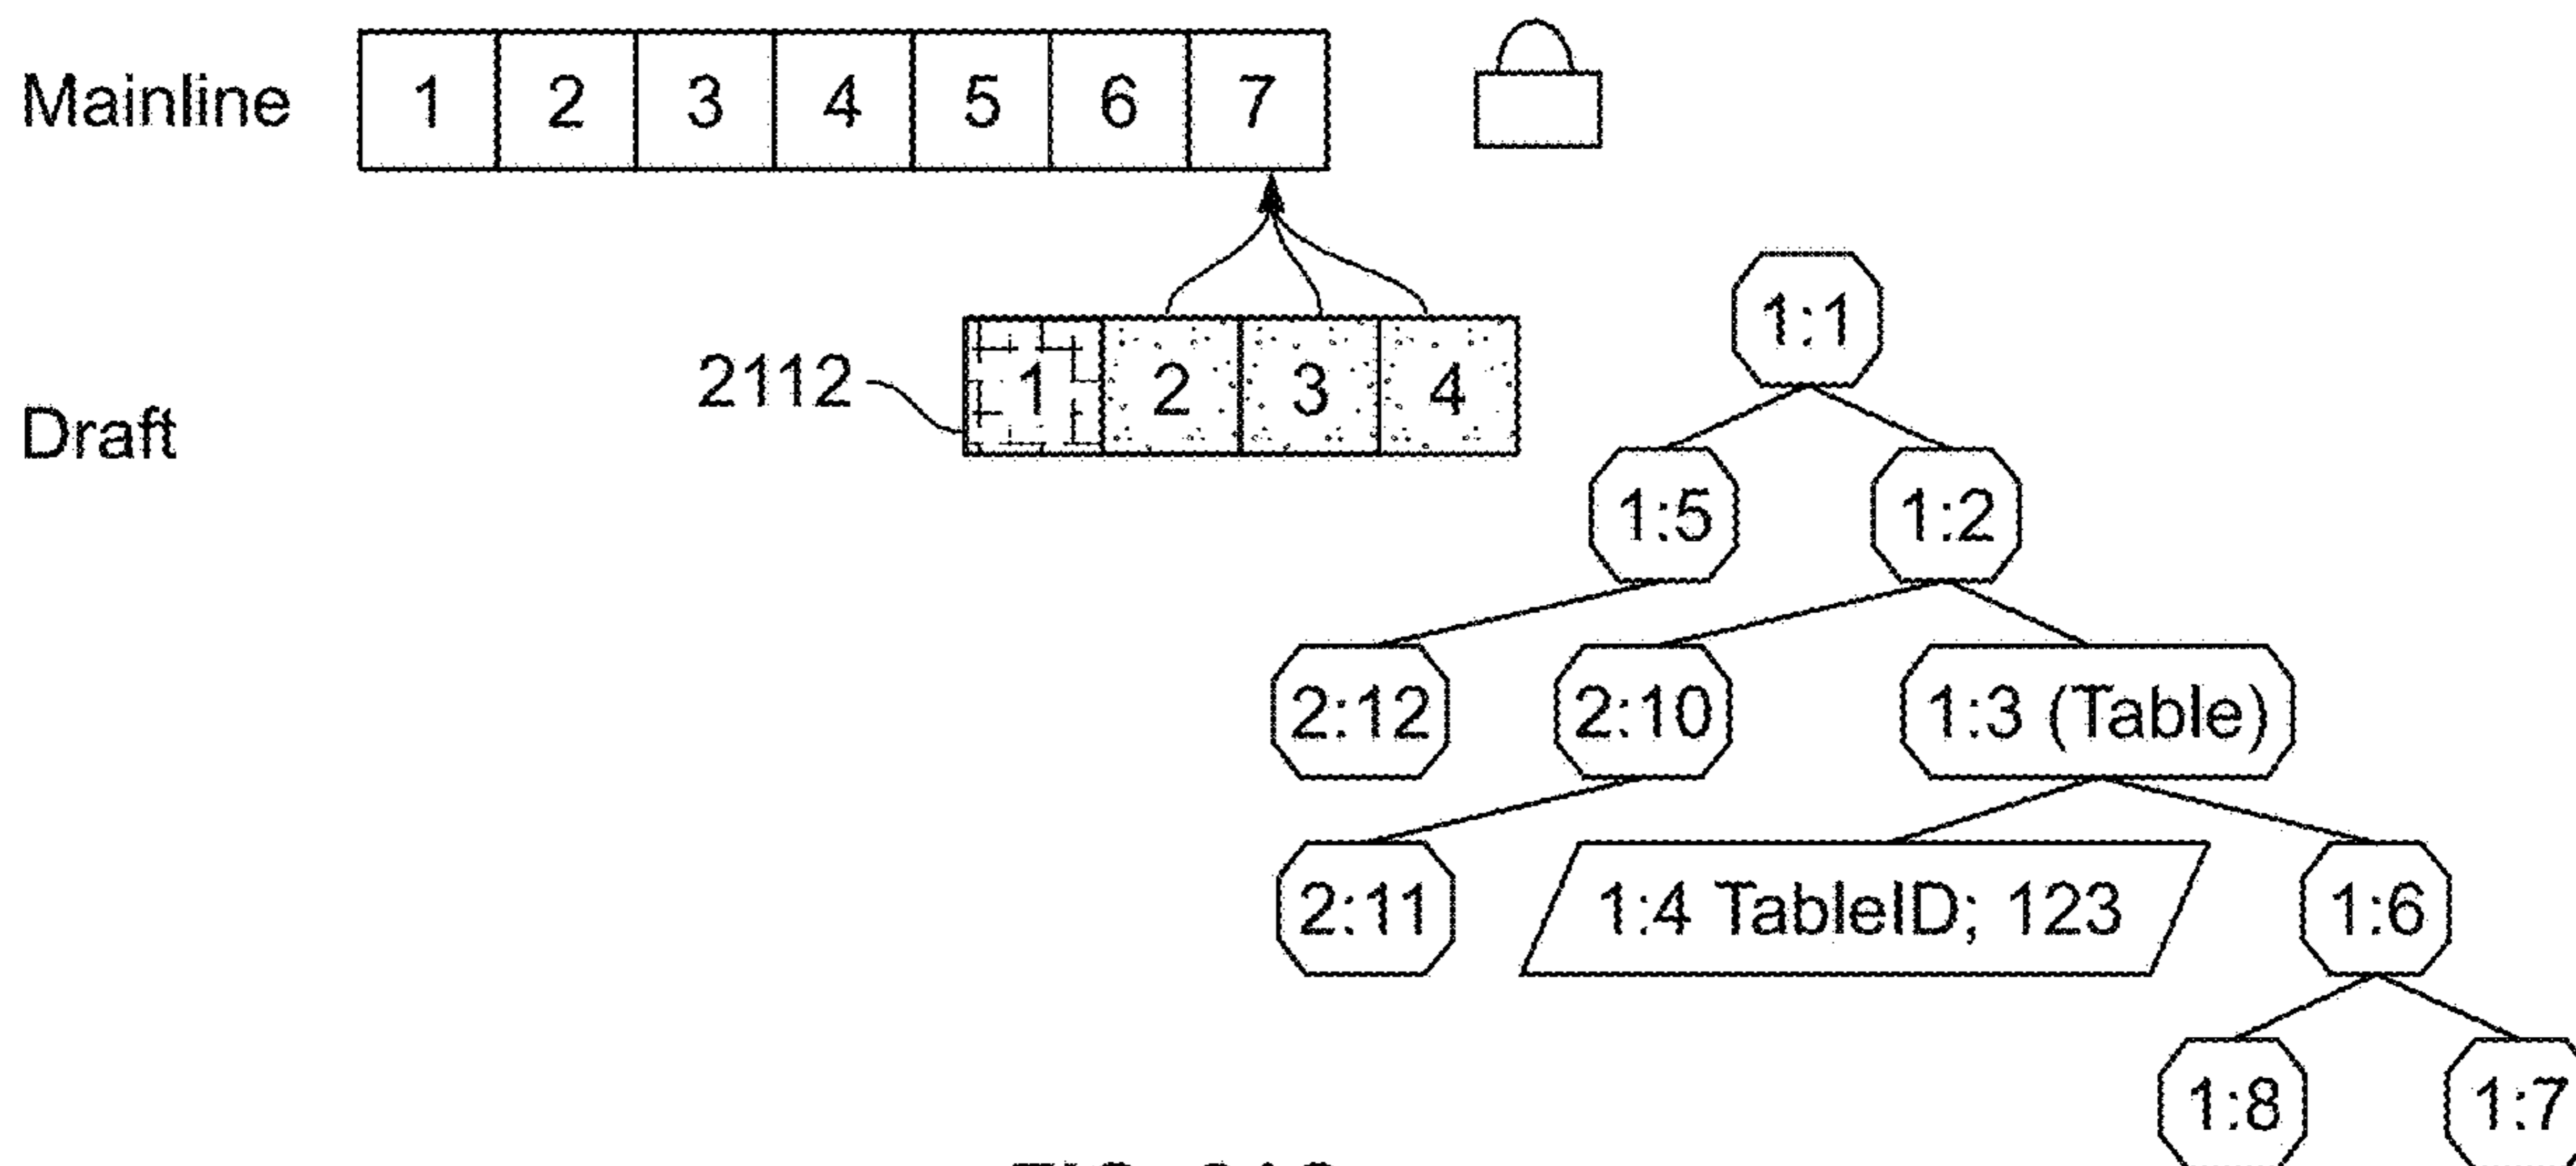 Mainline 1 2 3 4 5 6 7
1:1
2112 1 2 3 4
Draft
1:5 1:2
2:12 2:10 1:3 (Table)
2:11 1:4 TableID; 123 1:6
1:8 1:7